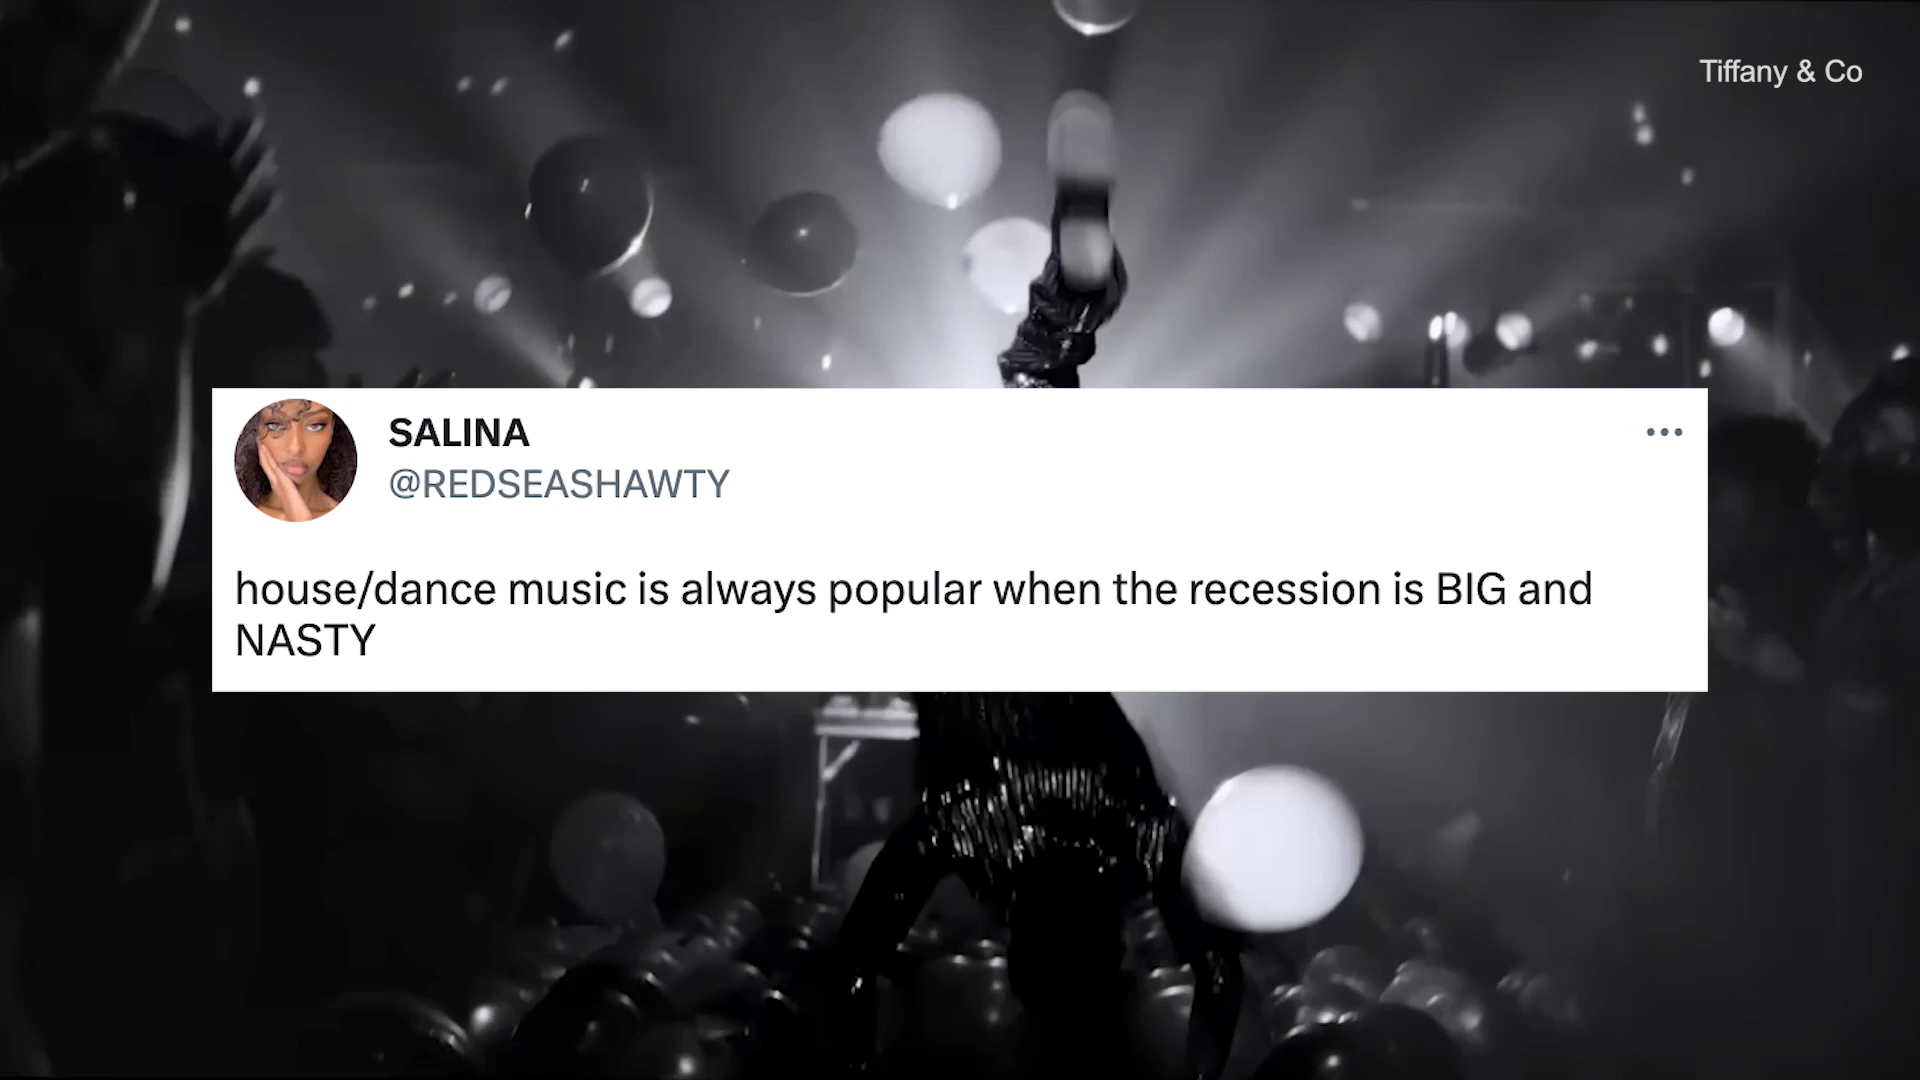 Tiffany & Co
SALINA
@REDSEASHAWTY
house/dance music is always popular when the recession is BIG and
NASTY